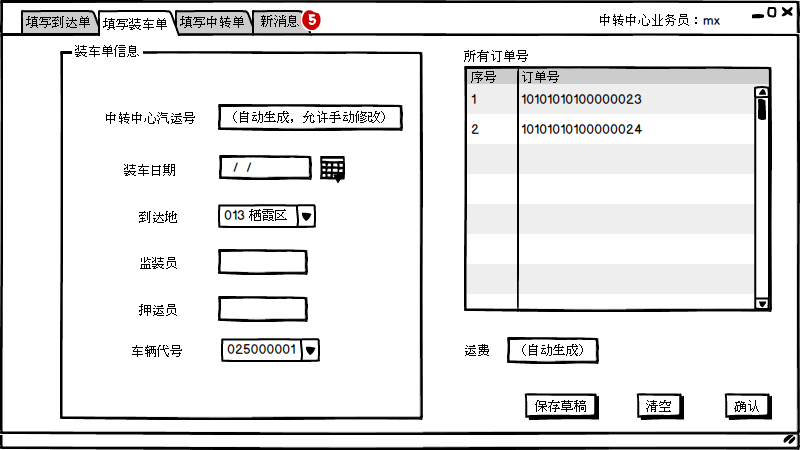 填写到达单 填写装车单 填写中转单 新消息 5 中转中心业务员：mx
装车单信息
中转中心汽运号 （自动生成，允许手动修改）
装车日期 / /
到达地 013 栖霞区
监装员
押运员
车辆代号 025000001
所有订单号
序号 订单号
1 10101010100000023
2 10101010100000024
运费 （自动生成）
保存草稿 清空 确认